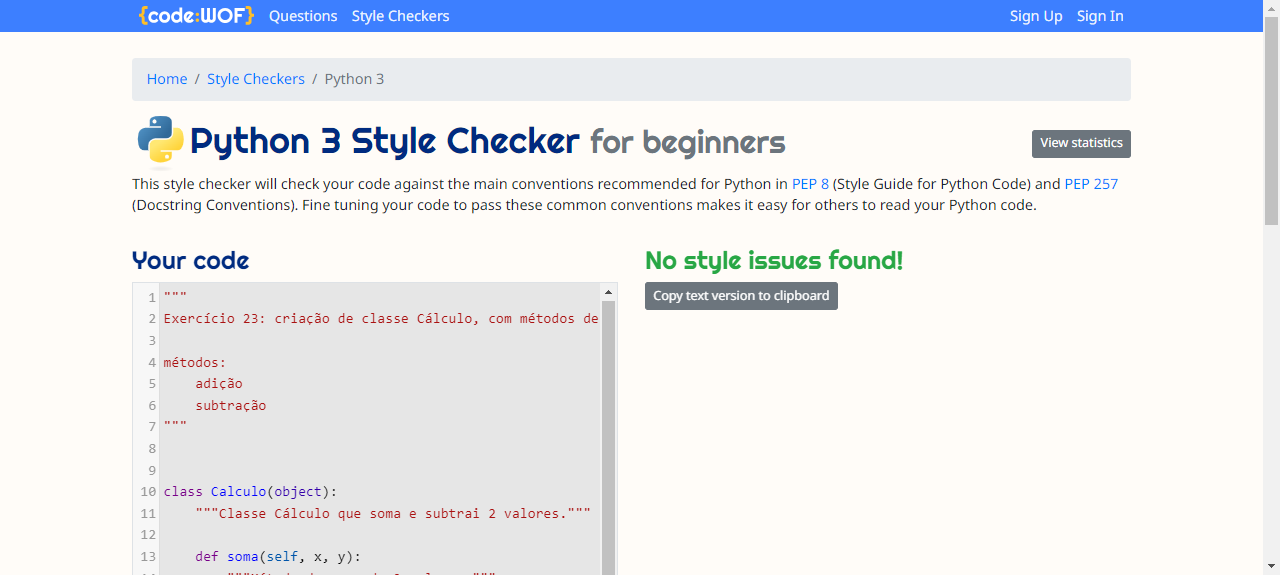 {code:WOF} Questions Style Checkers Sign Up Sign In
Home / Style Checkers / Python 3
Python 3 Style Checker for beginners
View statistics
This style checker will check your code against the main conventions recommended for Python in PEP 8 (Style Guide for Python Code) and PEP 257
(Docstring Conventions). Fine tuning your code to pass these common conventions makes it easy for others to read your Python code.
Your code
1 """
2 Exercício 23: criação de classe Cálculo, com métodos de
3
4 métodos:
5     adição
6     subtração
7 """
8
9
10 class Calculo(object):
11     """Classe Cálculo que soma e subtrai 2 valores."""
12
13     def soma(self, x, y):
No style issues found!
Copy text version to clipboard